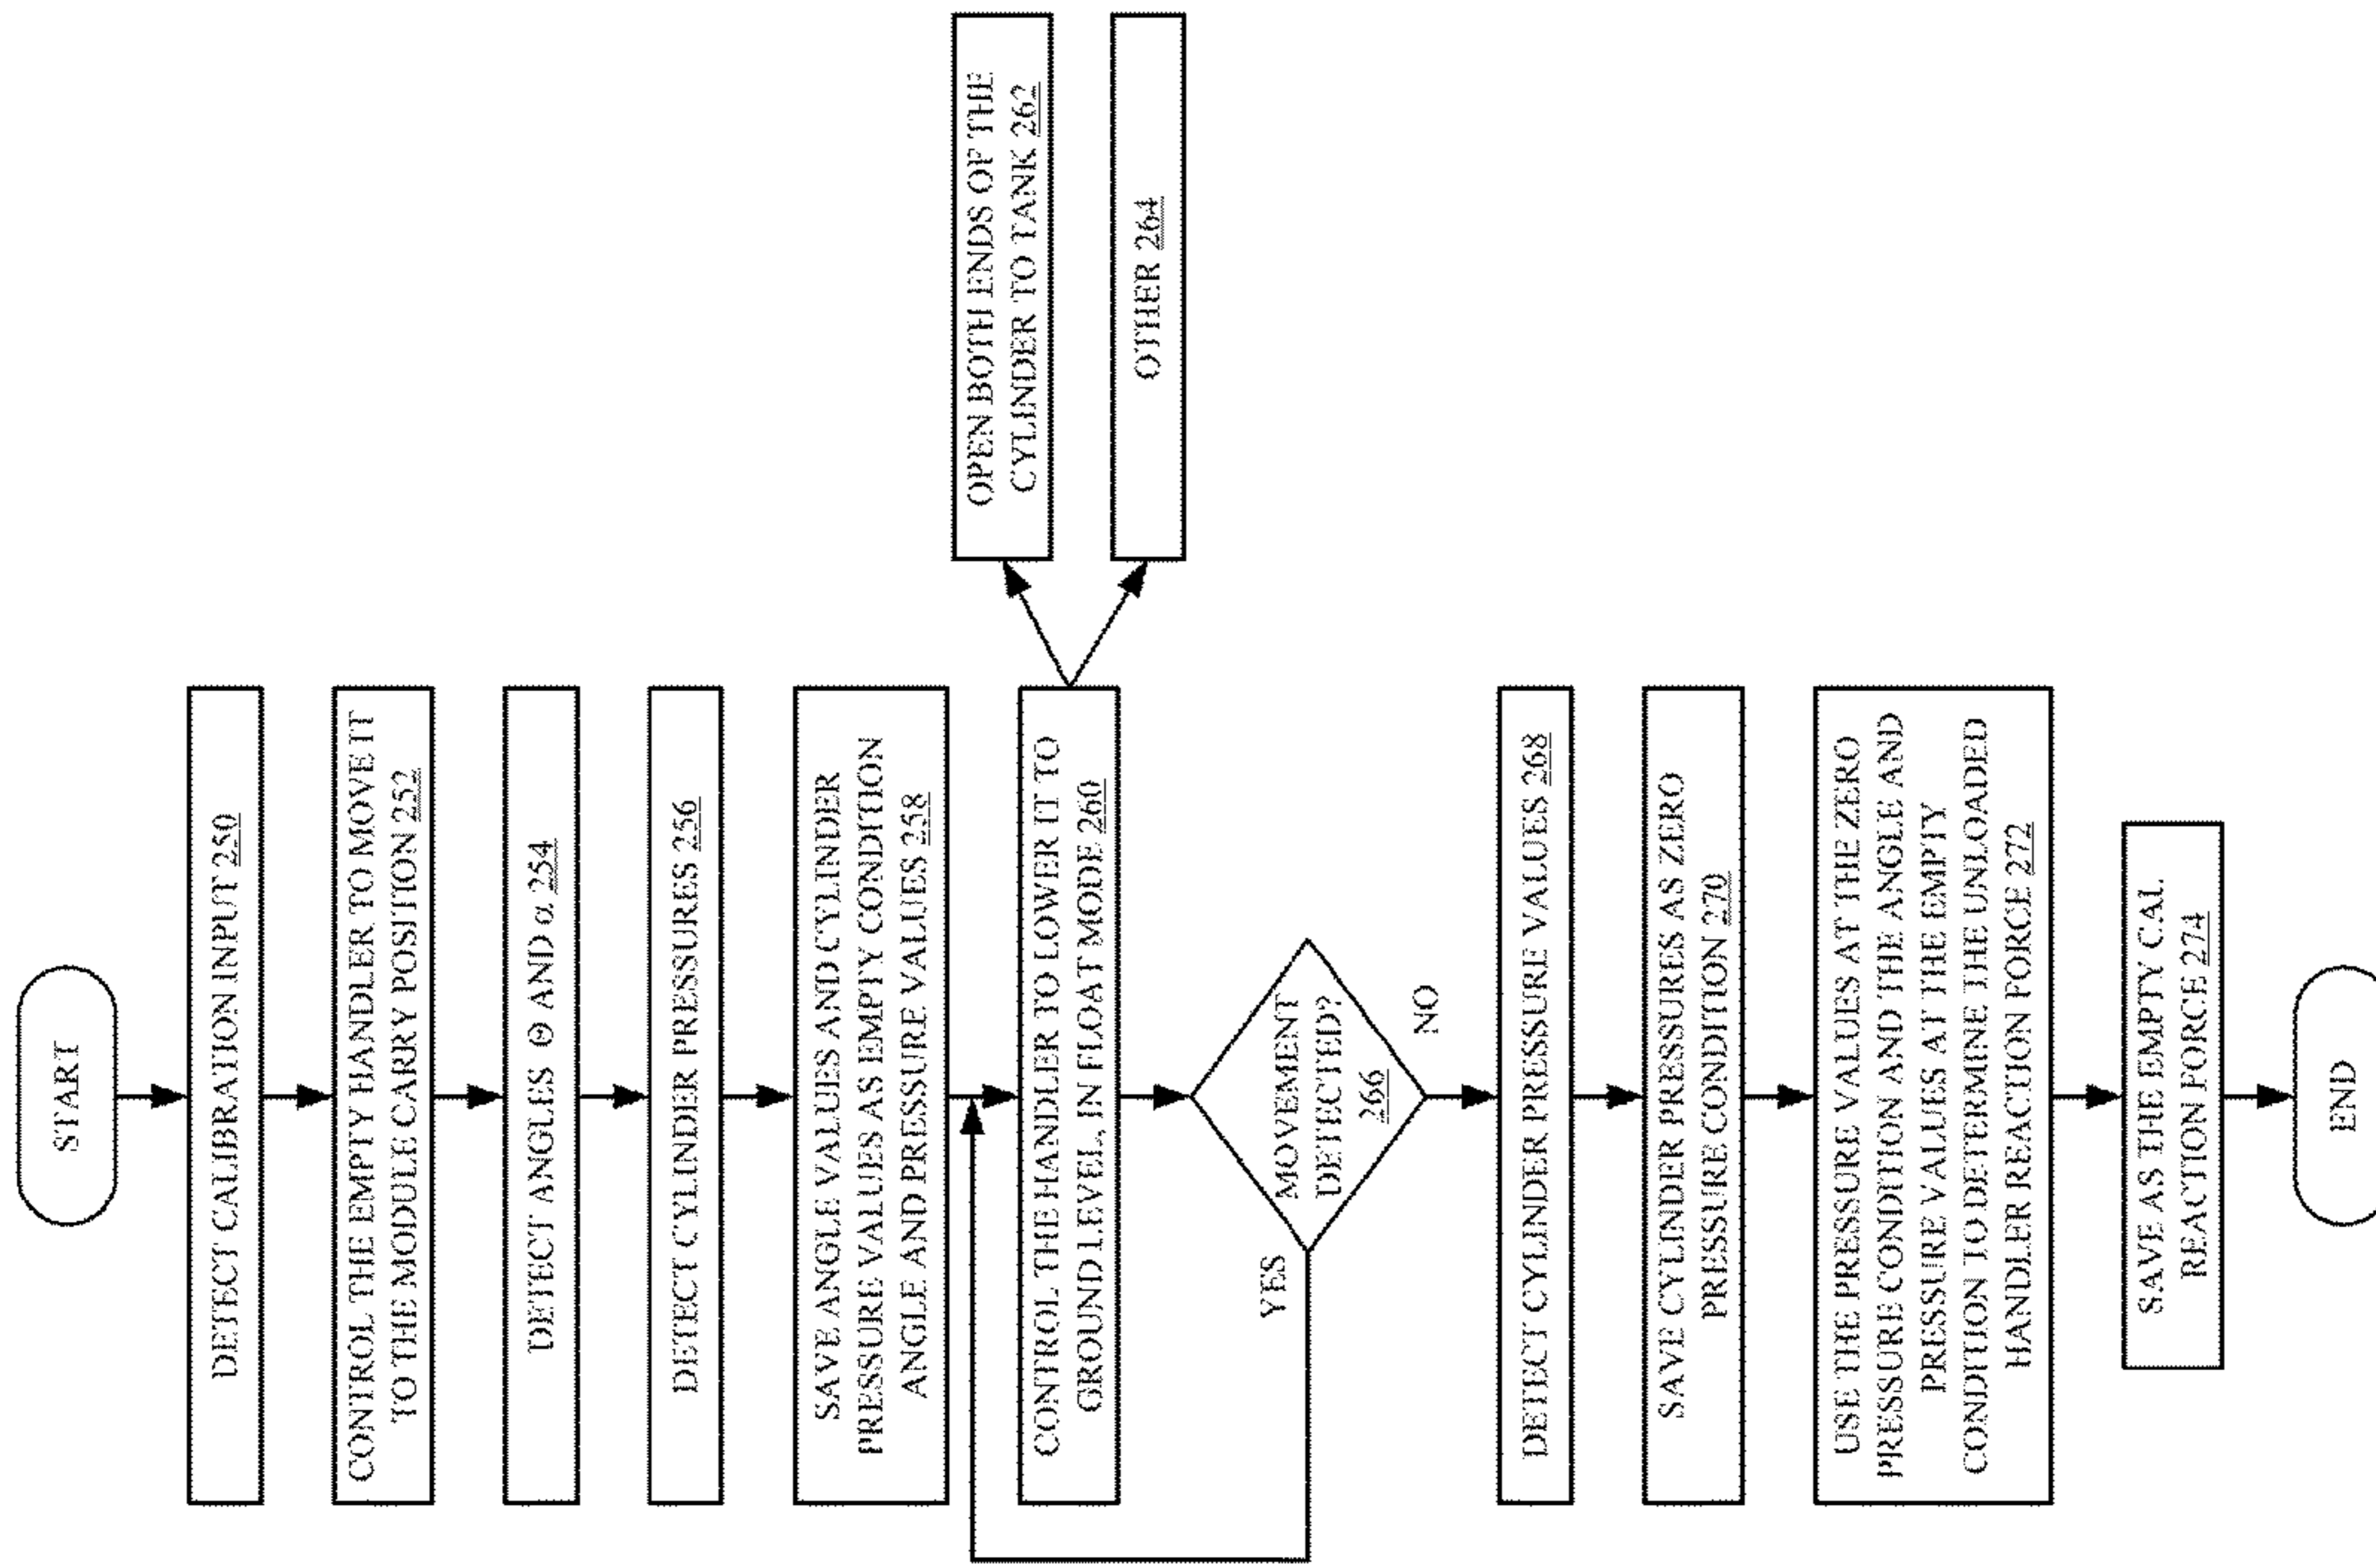 START
DETECT CALIBRATION INPUT 250
CONTROL THE EMPTY HANDLER TO MOVE IT
TO THE MODULE CARRY POSITION 252
DETECT ANGLES Θ AND α 254
DETECT CYLINDER PRESSURES 256
SAVE ANGLE VALUES AND CYLINDER
PRESSURE VALUES AS EMPTY CONDITION
ANGLE AND PRESSURE VALUES 258
CONTROL THE HANDLER TO LOWER IT TO
GROUND LEVEL, IN FLOAT MODE 260
OPEN BOTH ENDS OF THE
CYLINDER TO TANK 262
OTHER 264
MOVEMENT
DETECTED?
266
YES
NO
DETECT CYLINDER PRESSURE VALUES 268
SAVE CYLINDER PRESSURES AS ZERO
PRESSURE CONDITION 270
USE THE PRESSURE VALUES AT THE ZERO
PRESSURE CONDITION AND THE ANGLE AND
PRESSURE VALUES AT THE EMPTY
CONDITION TO DETERMINE THE UNLOADED
HANDLER REACTION FORCE 272
SAVE AS THE EMPTY CAL
REACTION FORCE 274
END